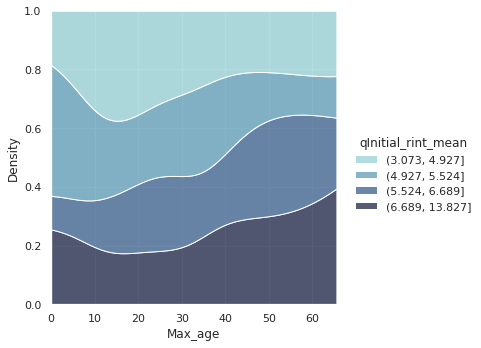 1.0
0.8
0.6
0.4
0.2
0.0
Density
0 10 20 30 40 50 60
Max_age
qInitial_rint_mean
(3.073, 4.927]
(4.927, 5.524]
(5.524, 6.689]
(6.689, 13.827]